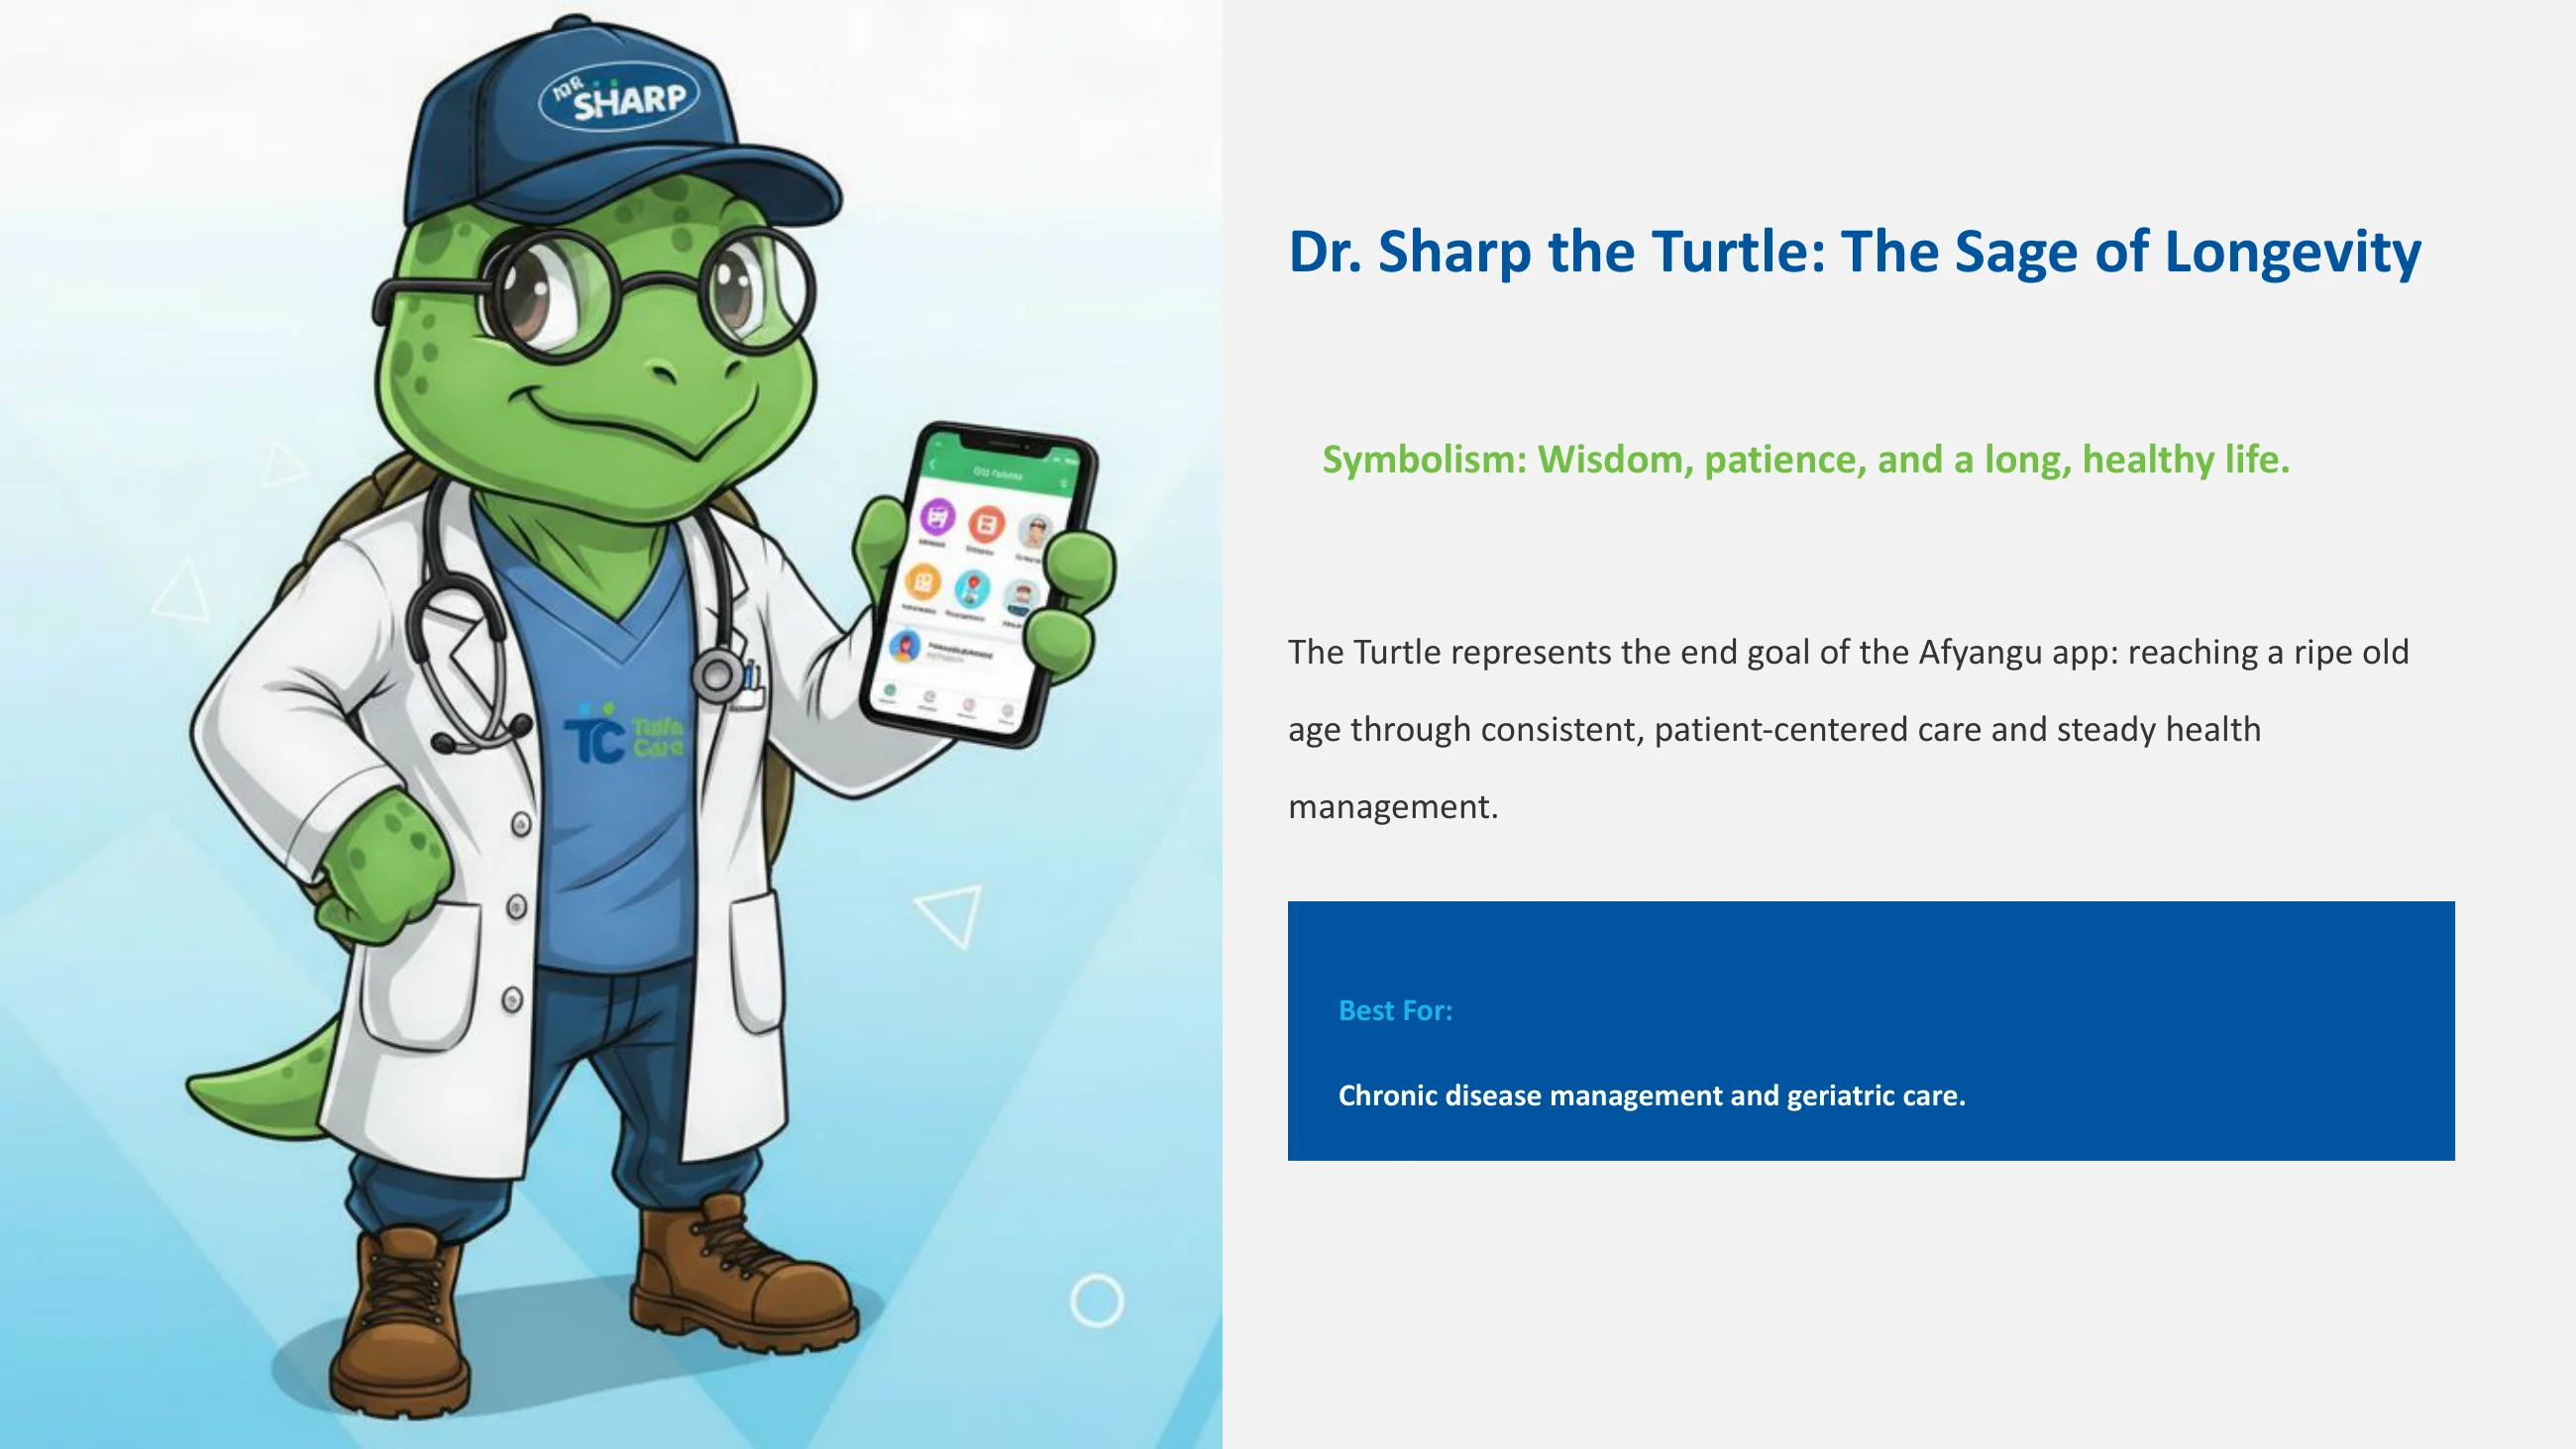 SHARP
TC
Care
Dr. Sharp the Turtle: The Sage of Longevity
Symbolism: Wisdom, patience, and a long, healthy life.
The Turtle represents the end goal of the Afyangu app: reaching a ripe old
age through consistent, patient-centered care and steady health
management.
Best For:
Chronic disease management and geriatric care.